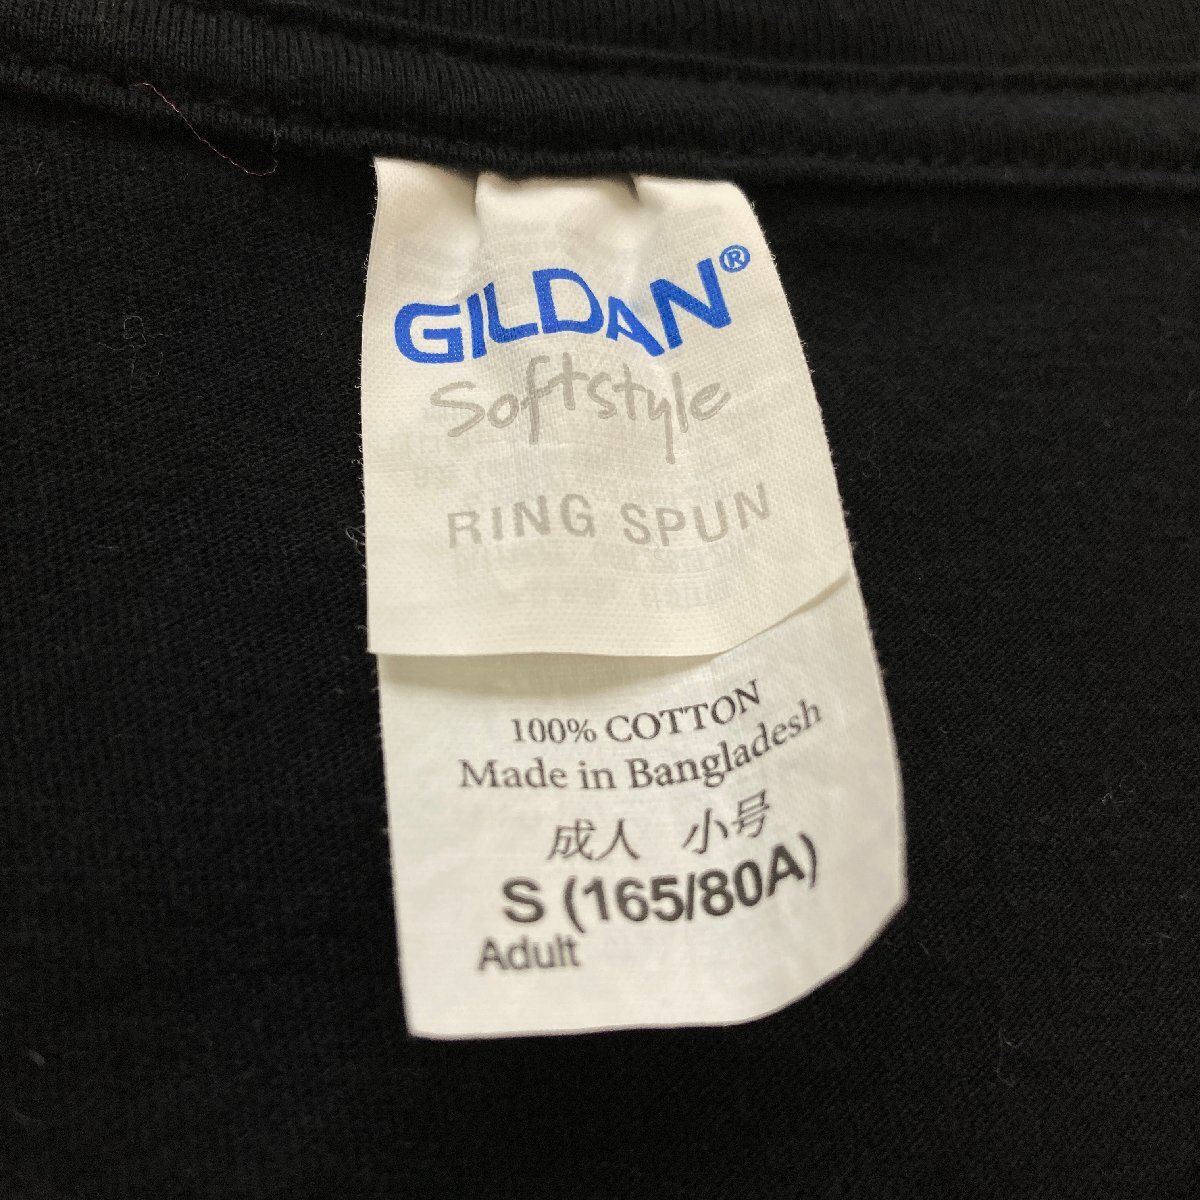 GILDAN®
Softstyle
RING SPUN
100% COTTON
Made in Bangladesh
成人 小号
S (165/80A)
Adult